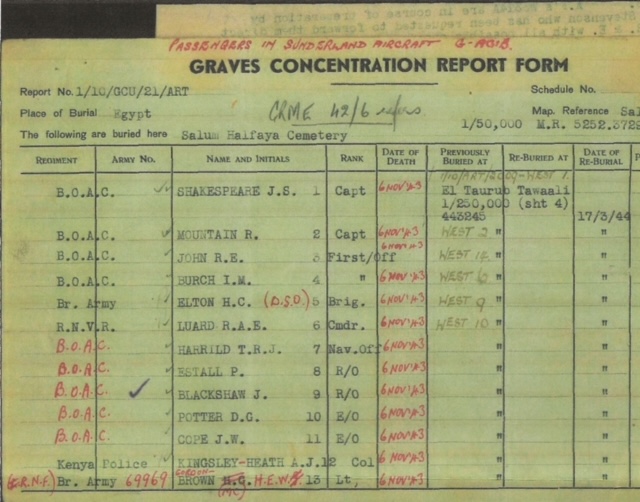 PASSENGERS IN SUNDERLAND AIRCRAFT G-AGIB.
GRAVES CONCENTRATION REPORT FORM
Report No. 1/10/GCU/21/ART Schedule No.
Place of Burial Egypt CRME 42/6 refers Map. Reference Sal
1/50,000 M.R. 5252.3729
The following are buried here Salum Halfaya Cemetery
REGIMENT ARMY No. NAME AND INITIALS RANK DATE OF DEATH PREVIOUSLY BURIED AT RE-BURIED AT DATE OF RE-BURIAL
B.O.A.C. SHAKESPEARE J.S. 1 Capt 6 NOV '43 El Taurub Tawaali
1/250,000 (sht 4)
443245 17/3/44
B.O.A.C. MOUNTAIN R. 2 Capt 6 NOV '43 WEST 2 " "
B.O.A.C. JOHN R.E. 3 First/Off 6 NOV '43 WEST 14 " "
B.O.A.C. BURCH I.M. 4 " 6 NOV '43 WEST 6 " "
Br. Army ELTON H.C. (D.S.O) 5 Brig. 6 NOV '43 WEST 9 " "
R.N.V.R. LUARD R.A.E. 6 Cmdr. 6 NOV '43 WEST 10 " "
B.O.A.C. HARRILD T.R.J. 7 Nav.Off 6 NOV '43 " "
B.O.A.C. ESTALL P. 8 R/O 6 NOV '43 " "
B.O.A.C. BLACKSHAW J. 9 R/O 6 NOV '43 " "
B.O.A.C. POTTER D.G. 10 E/O 6 NOV '43 " "
B.O.A.C. COPE J.W. 11 E/O 6 NOV '43 " "
Kenya Police KINGSLEY-HEATH A.J. 12 Col 6 NOV '43 " "
Br. Army 69969 GORDON-BROWN H.C. H.E.W. 13 Lt, 6 NOV '43 " "
(MC)